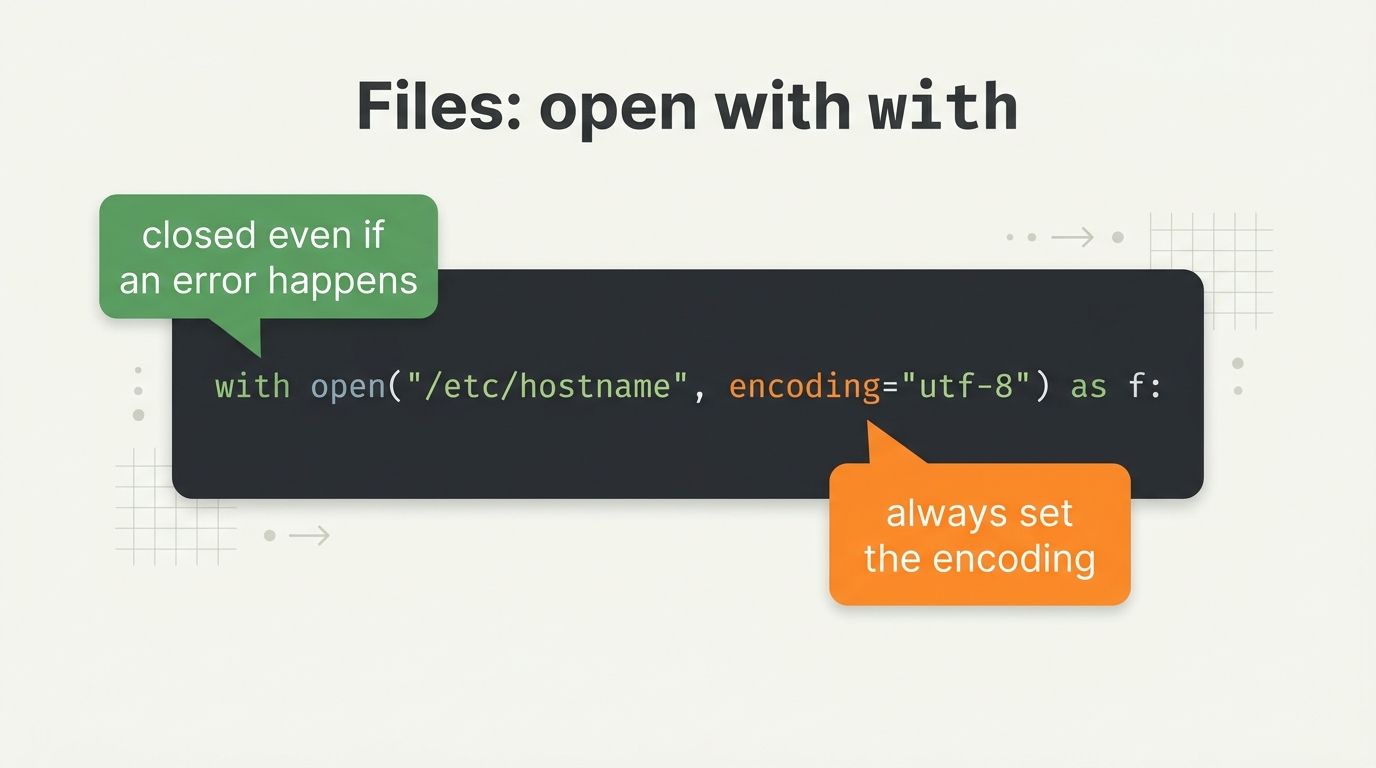 Files: open with with
closed even if
an error happens
with open("/etc/hostname", encoding="utf-8") as f:
always set
the encoding